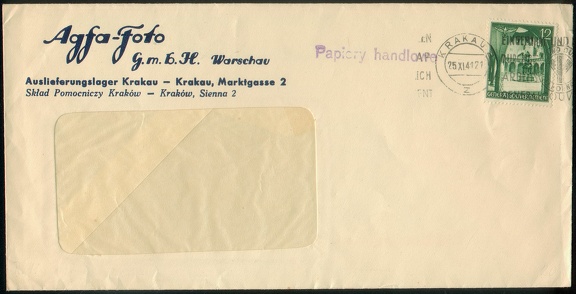 Agfa-Foto
G.m.b.H. Warschau
Auslieferungslager Krakau — Krakau, Marktgasse 2
Skład Pomocniczy Kraków — Kraków, Sienna 2
Papiery handlowe
KRAKAU
25.XI.41.21
Z
12